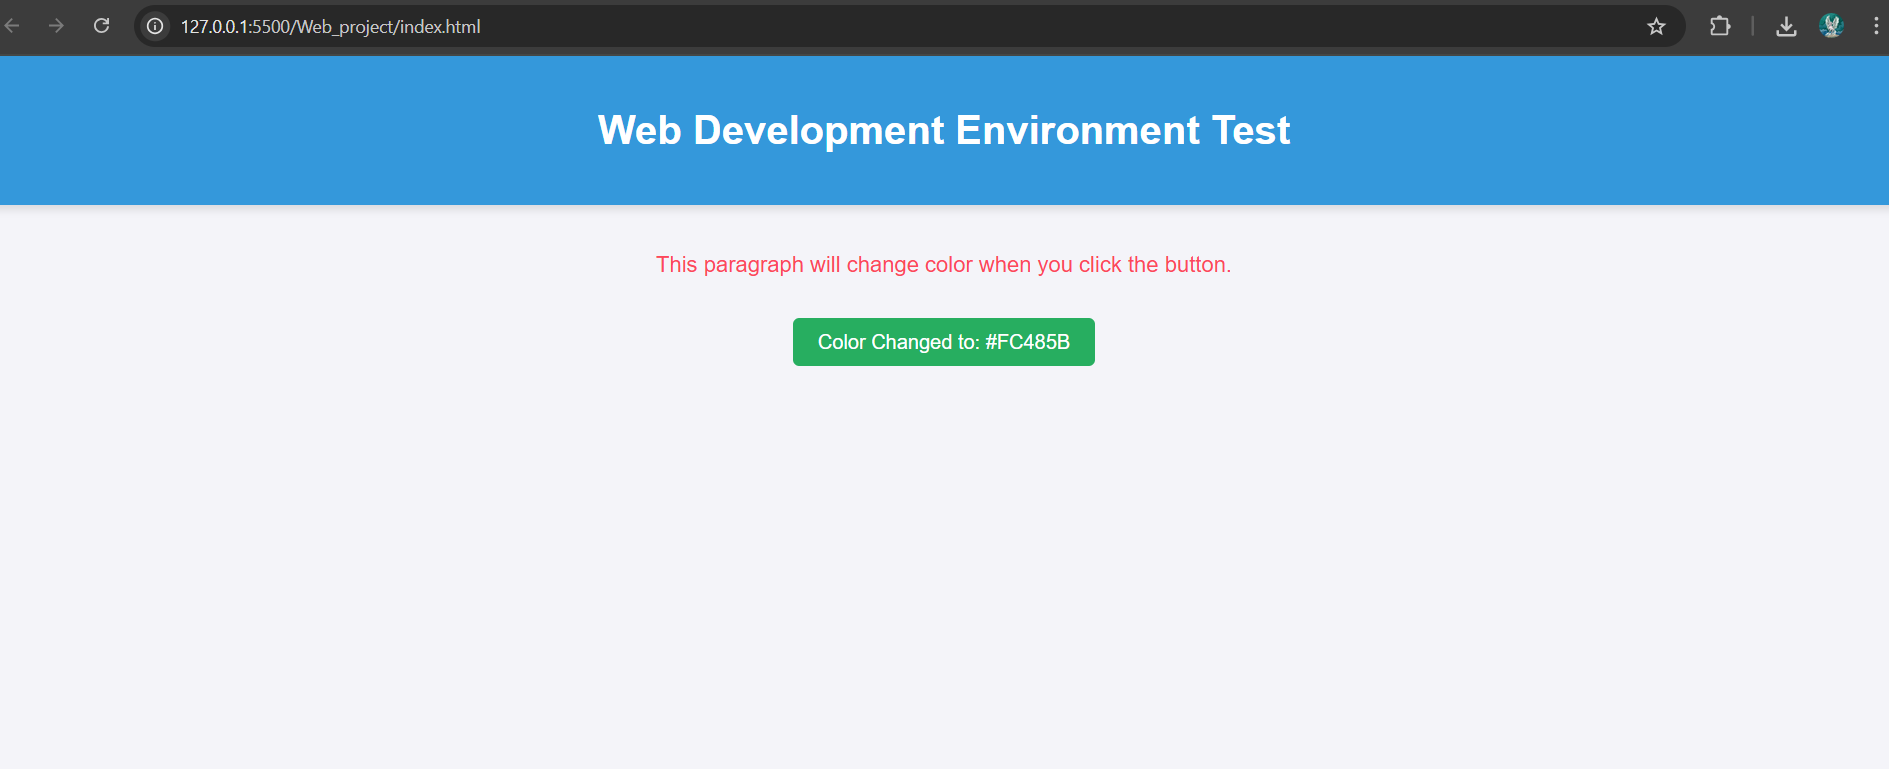 127.0.0.1:5500/Web_project/index.html
Web Development Environment Test
This paragraph will change color when you click the button.
Color Changed to: #FC485B